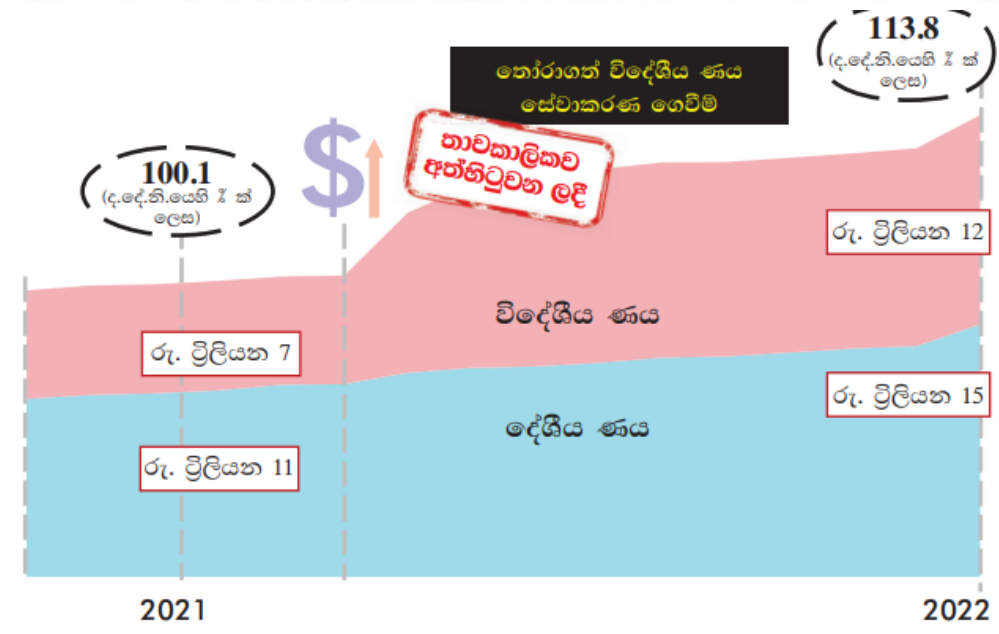 113.8
(ද.දේ.නි.යෙහි % ක්
ලෙස)
තෝරාගත් විදේශීය ණය
සේවාකරණ ගෙවීම්
තාවකාලිකව
අත්හිටුවන ලදී
$
100.1
(ද.දේ.නි.යෙහි % ක්
ලෙස)
රු. ට්‍රිලියන 12
විදේශීය ණය
රු. ට්‍රිලියන 7
රු. ට්‍රිලියන 15
දේශීය ණය
රු. ට්‍රිලියන 11
2021
2022